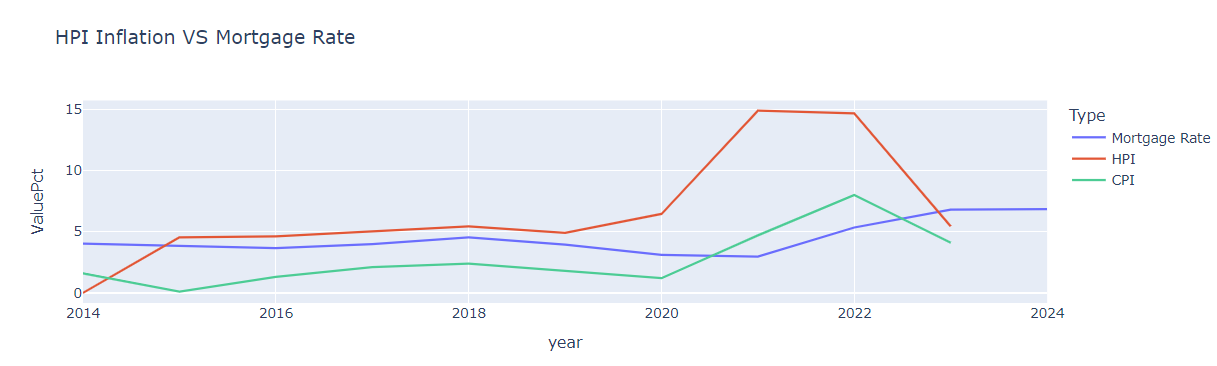 HPI Inflation VS Mortgage Rate
15
10
5
0
ValuePct
2014 2016 2018 2020 2022 2024
year
Type
Mortgage Rate
HPI
CPI